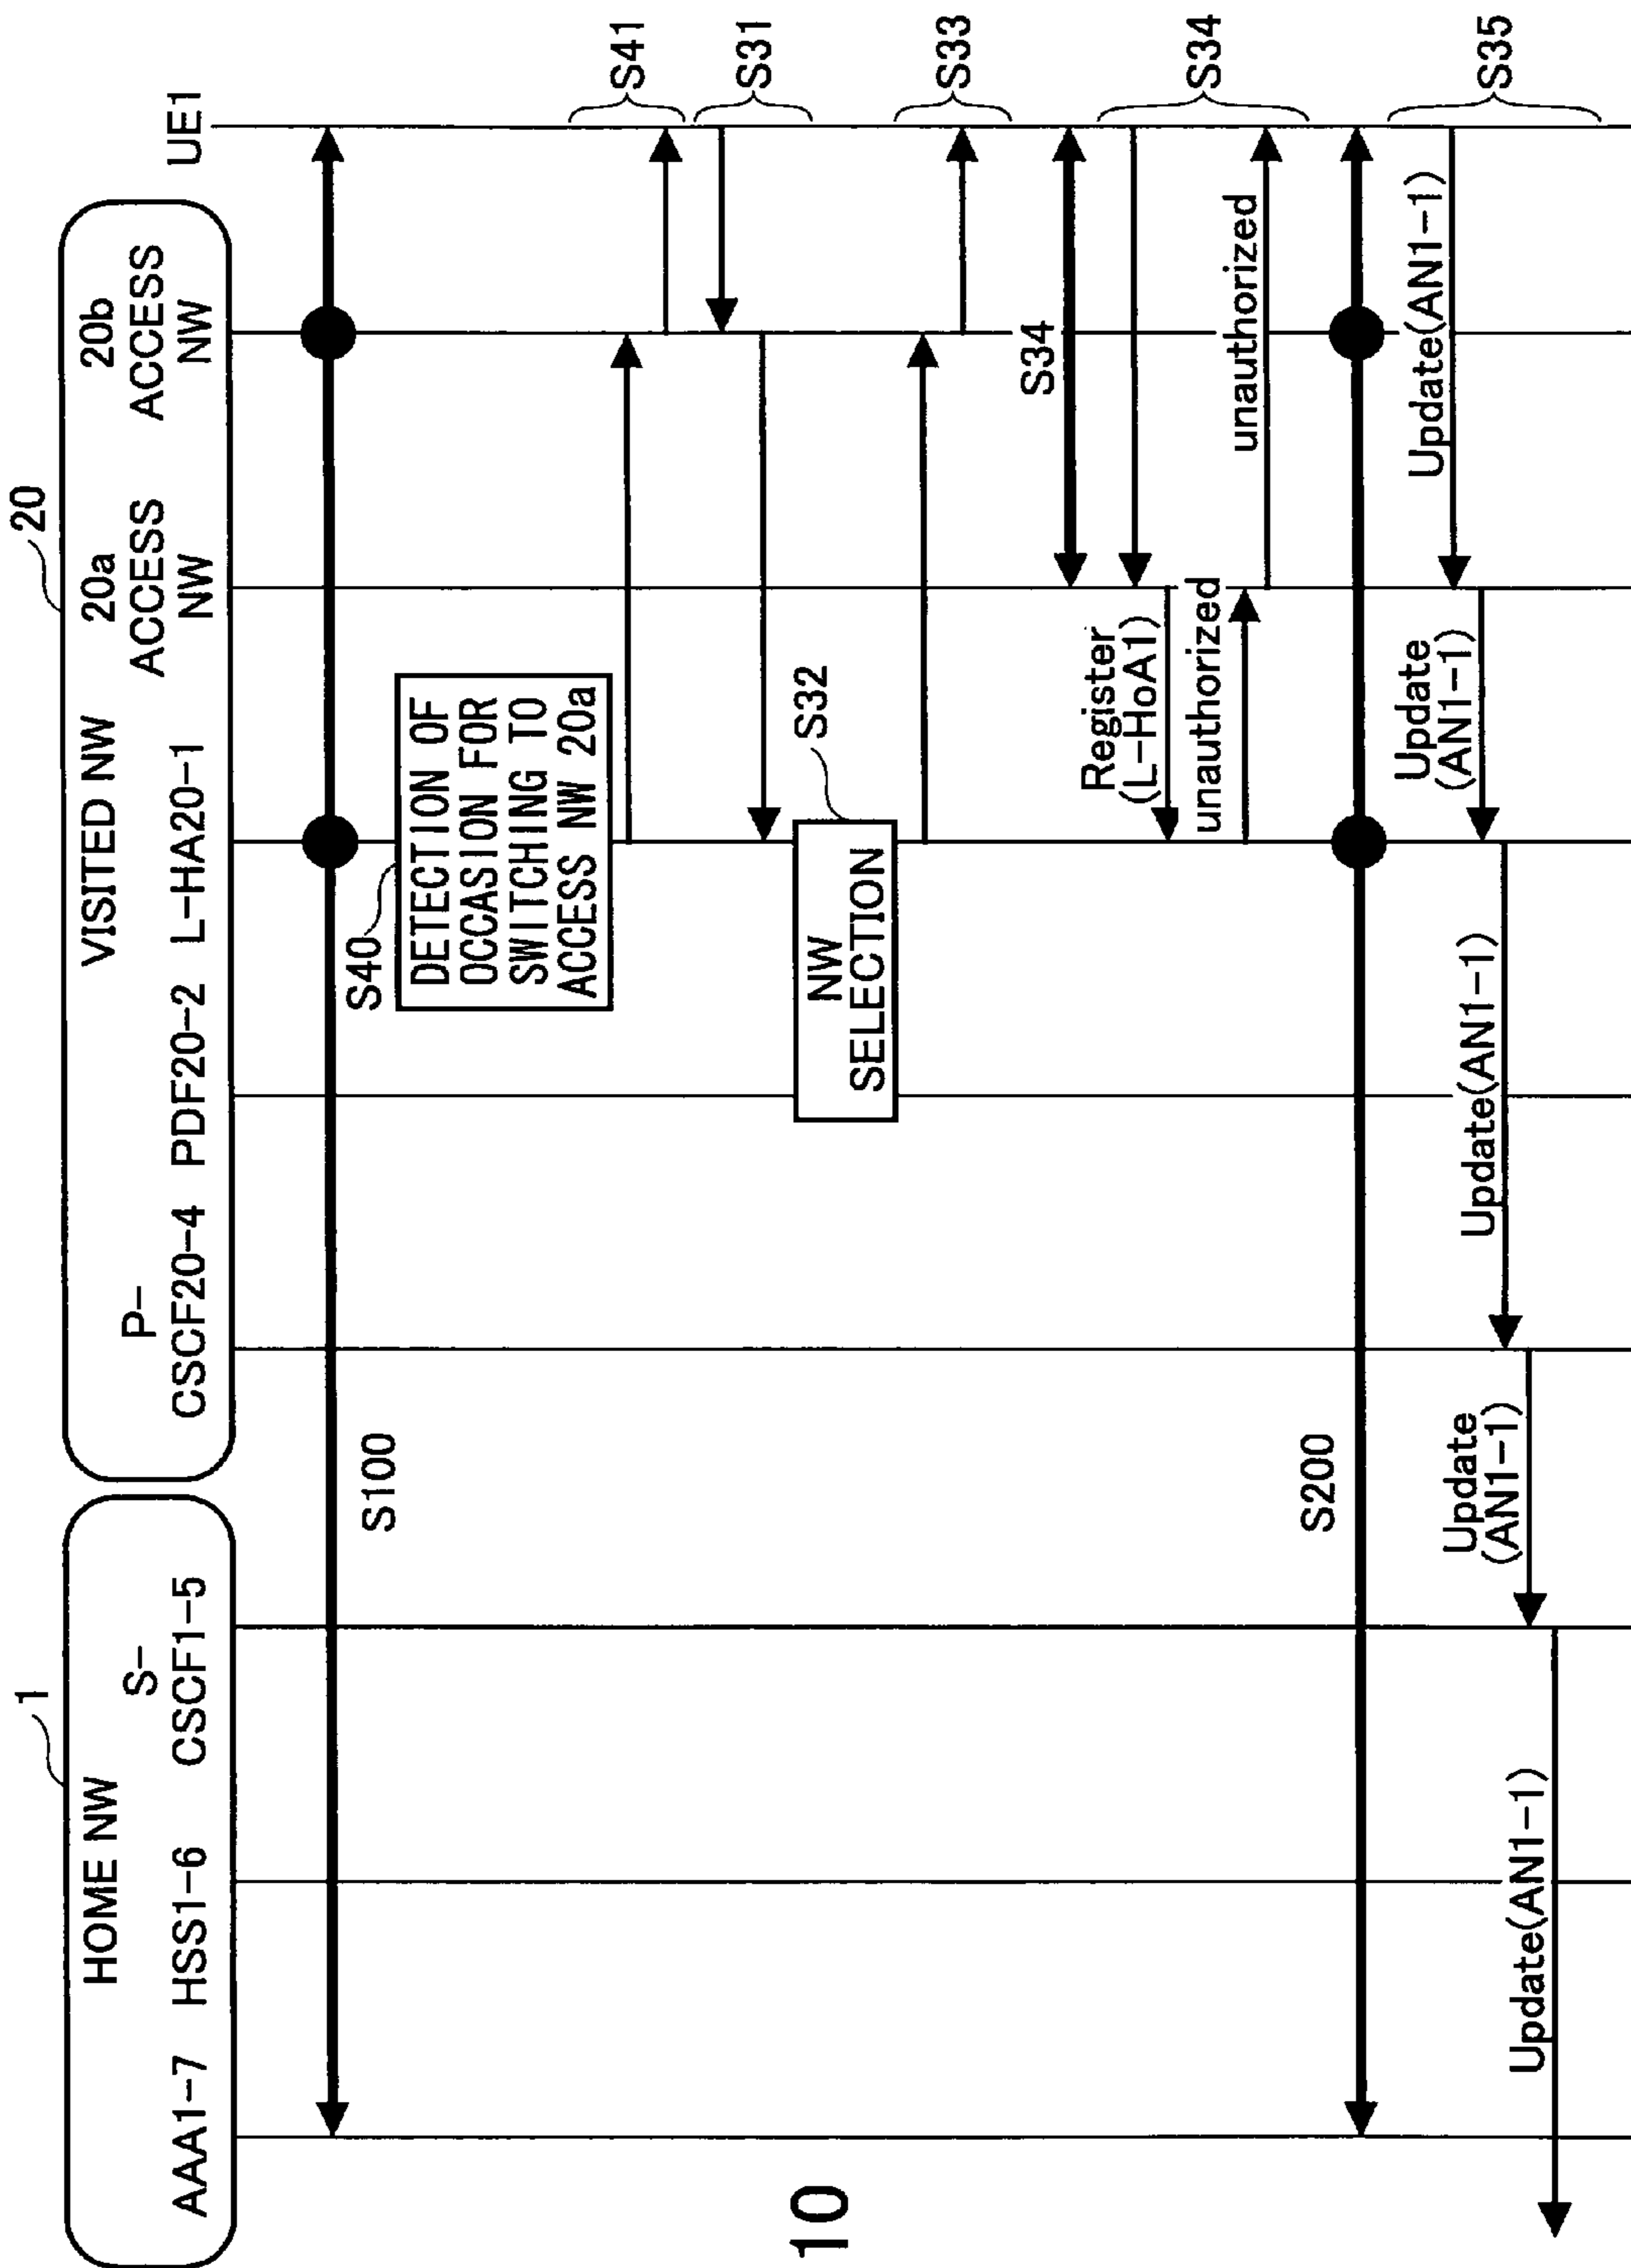 HOME NW
1
AAA1-7
HSS1-6
S-
CSCF1-5
VISITED NW
20
P-
CSCF20-4
PDF20-2
L-HA20-1
20a
ACCESS
NW
20b
ACCESS
NW
UE1
S100
S40
DETECTION OF
OCCASION FOR
SWITCHING TO
ACCESS NW 20a
S41
S31
NW
SELECTION
S32
S33
S34
Register
(L-HoA1)
unauthorized
unauthorized
S34
S200
Update(AN1-1)
Update
(AN1-1)
Update(AN1-1)
Update
(AN1-1)
Update(AN1-1)
S35
10